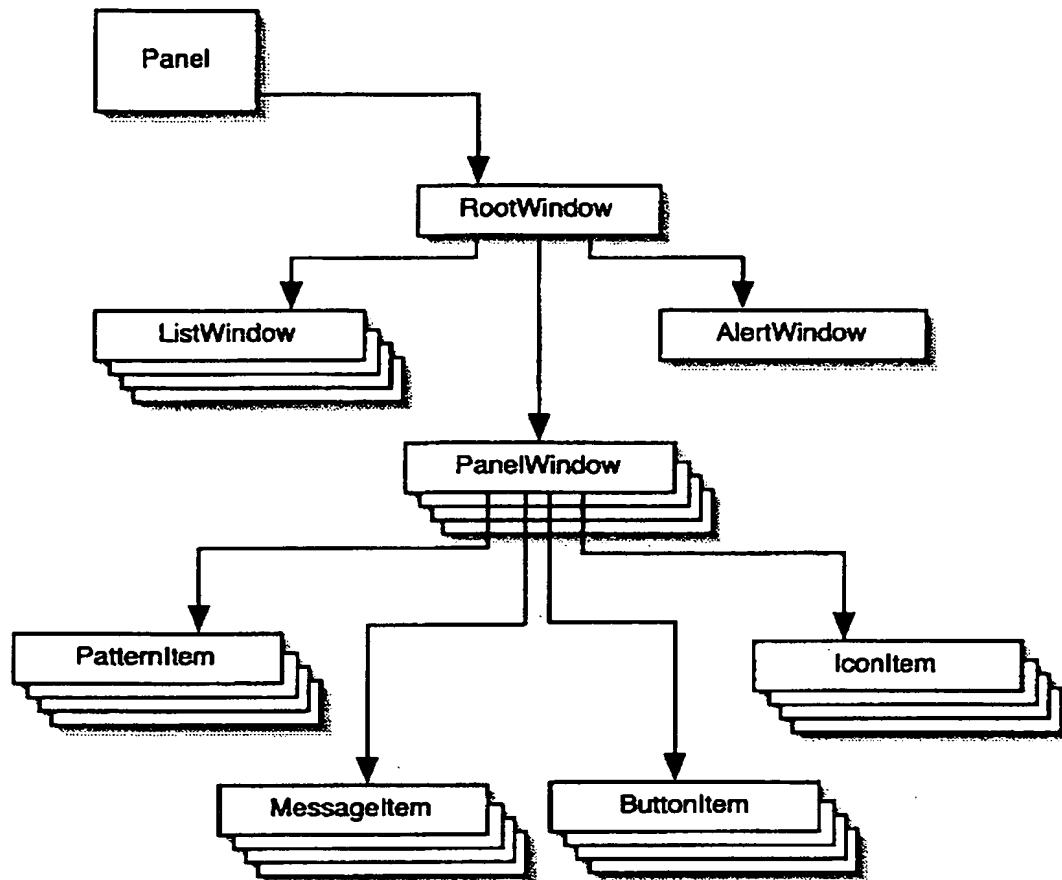 Panel
RootWindow
ListWindow
AlertWindow
PanelWindow
PatternItem
IconItem
MessageItem
ButtonItem